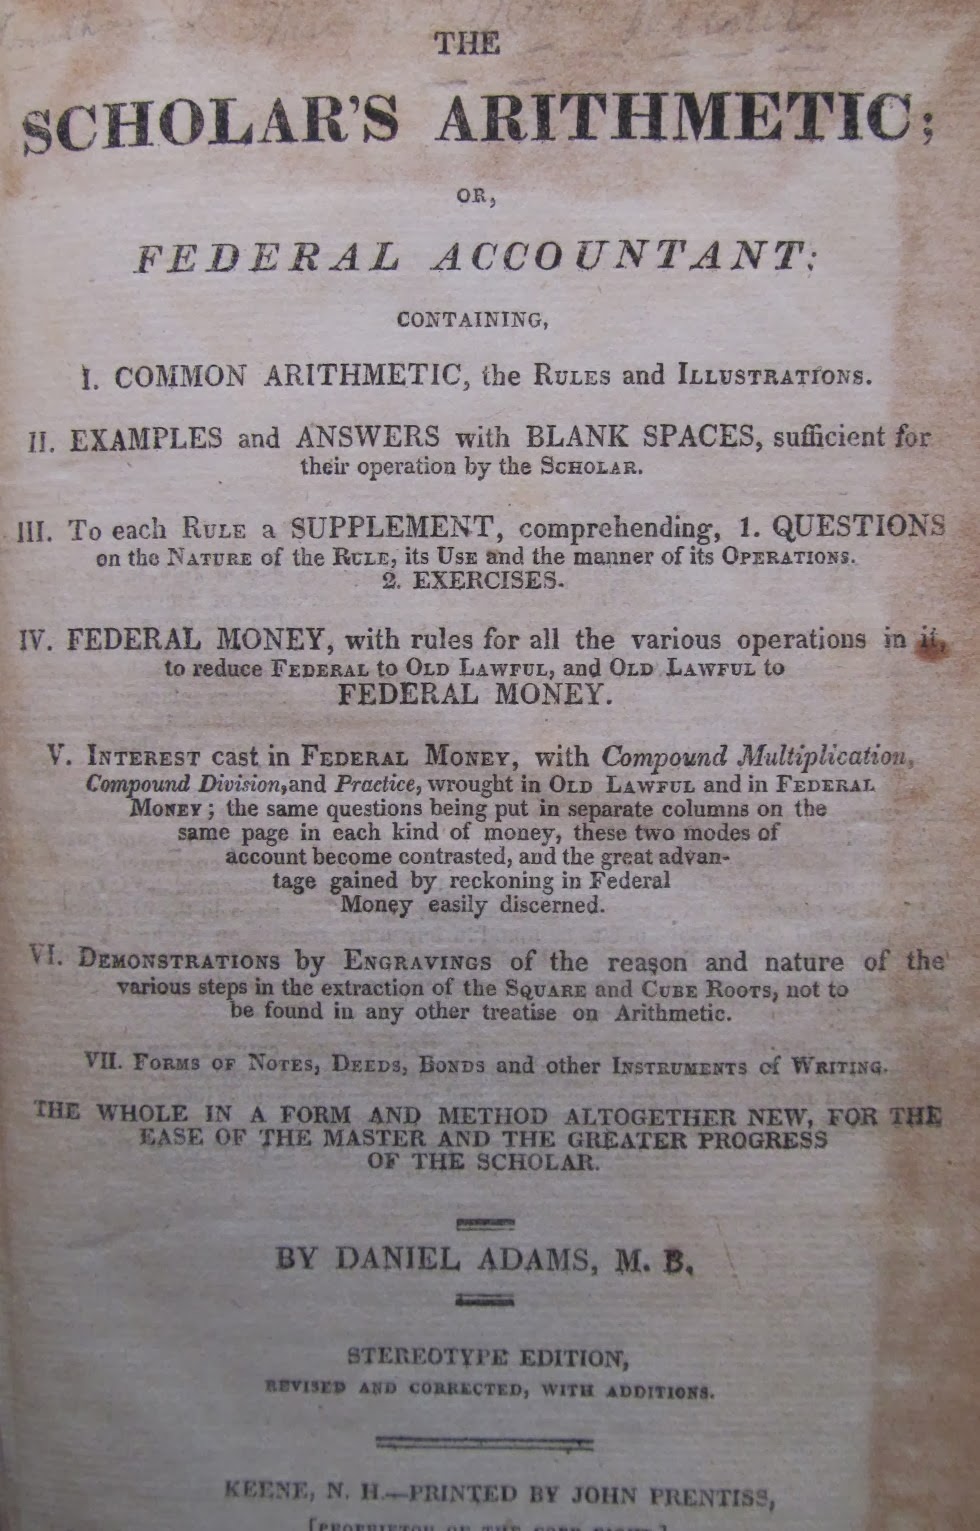 THE
SCHOLAR'S ARITHMETIC;
OR,
FEDERAL ACCOUNTANT;
CONTAINING,
I. COMMON ARITHMETIC, the RULES and ILLUSTRATIONS.
II. EXAMPLES and ANSWERS with BLANK SPACES, sufficient for
their operation by the SCHOLAR.
III. To each RULE a SUPPLEMENT, comprehending, 1. QUESTIONS
on the NATURE of the RULE, its USE and the manner of its OPERATIONS.
2. EXERCISES.
IV. FEDERAL MONEY, with rules for all the various operations in it,
to reduce FEDERAL to OLD LAWFUL, and OLD LAWFUL to
FEDERAL MONEY.
V. INTEREST cast in FEDERAL MONEY, with Compound Multiplication,
Compound Division, and Practice, wrought in OLD LAWFUL and in FEDERAL
MONEY; the same questions being put in separate columns on the
same page in each kind of money, these two modes of
account become contrasted, and the great advan-
tage gained by reckoning in Federal
Money easily discerned.
VI. DEMONSTRATIONS by ENGRAVINGS of the reason and nature of the
various steps in the extraction of the SQUARE and CUBE ROOTS, not to
be found in any other treatise on Arithmetic.
VII. FORMS OF NOTES, DEEDS, BONDS and other INSTRUMENTS of WRITING.
THE WHOLE IN A FORM AND METHOD ALTOGETHER NEW, FOR THE
EASE OF THE MASTER AND THE GREATER PROGRESS
OF THE SCHOLAR.
BY DANIEL ADAMS, M. B.
STEREOTYPE EDITION,
REVISED AND CORRECTED, WITH ADDITIONS.
KEENE, N. H.—PRINTED BY JOHN PRENTISS,
[PROPRIETOR OF THE COPY RIGHT.]